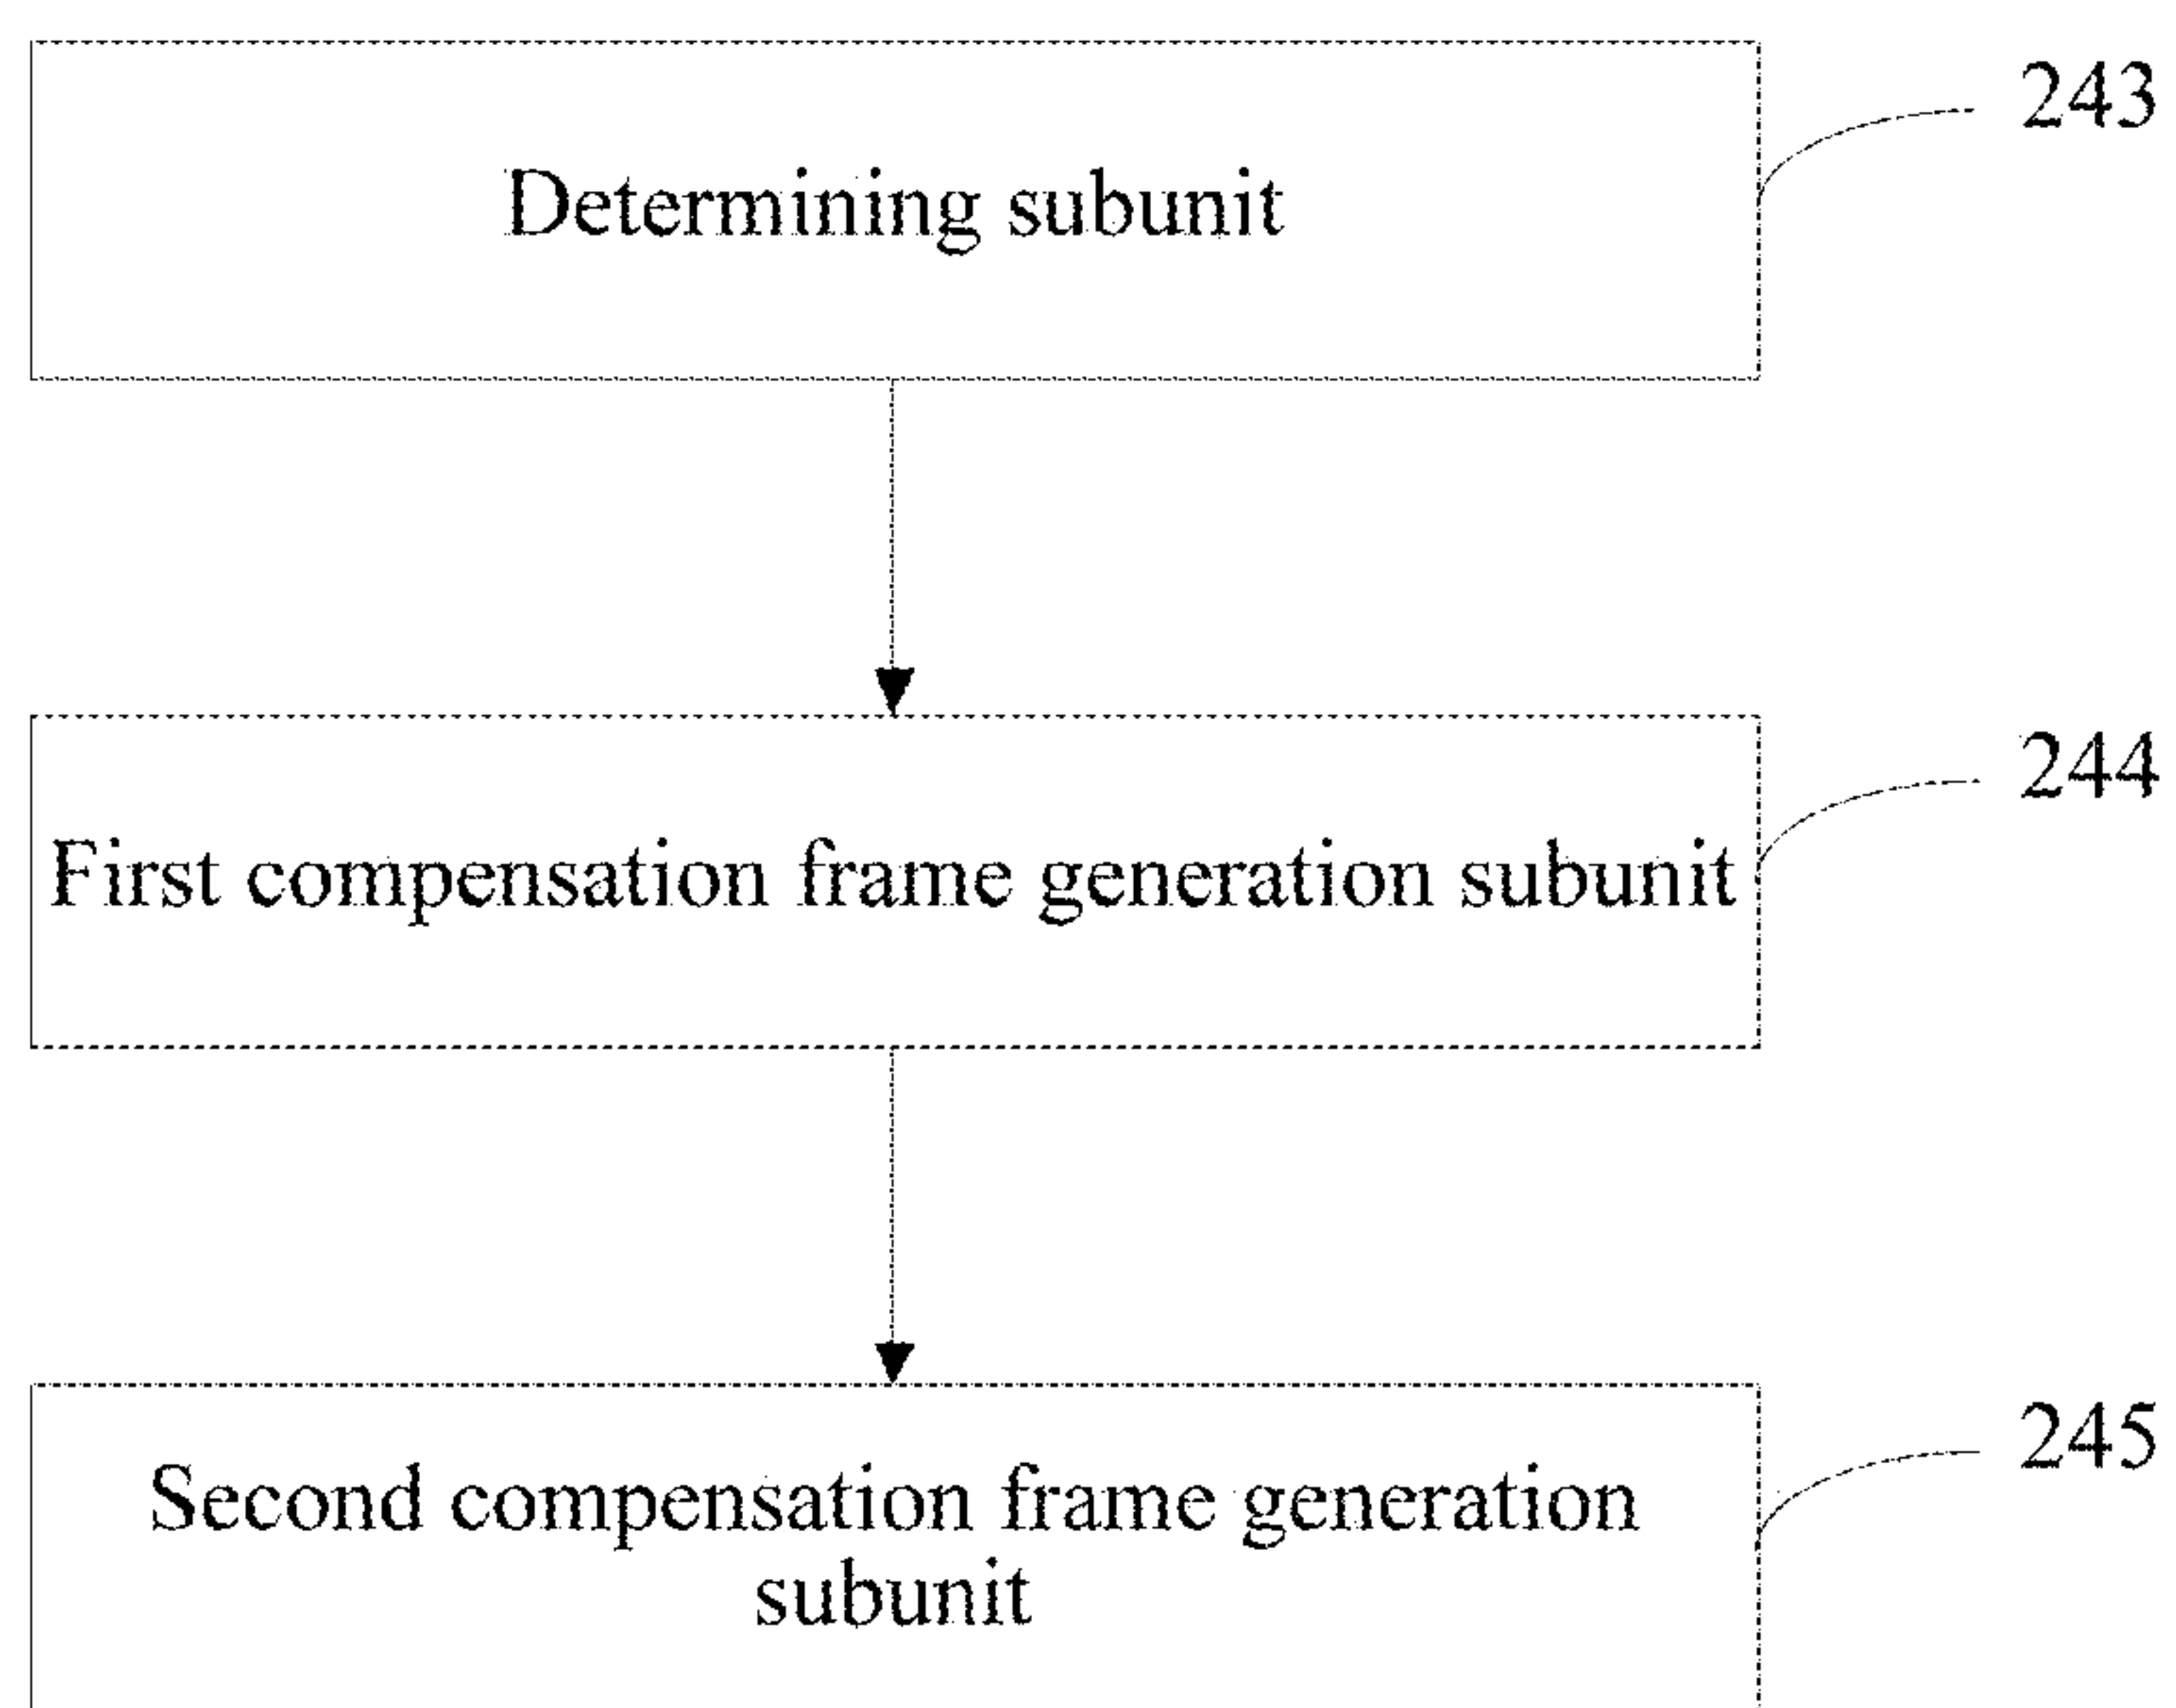 243
Determining subunit
244
First compensation frame generation subunit
245
Second compensation frame generation
subunit